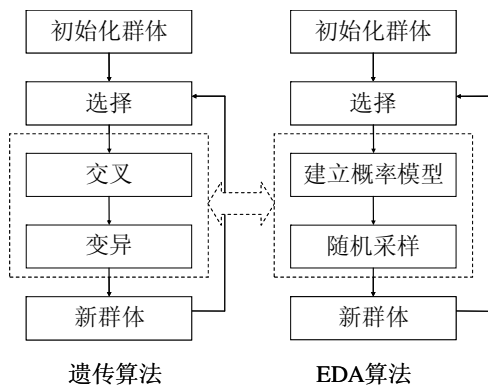 初始化群体
选择
交叉
变异
新群体
遗传算法
初始化群体
选择
建立概率模型
随机采样
新群体
EDA算法